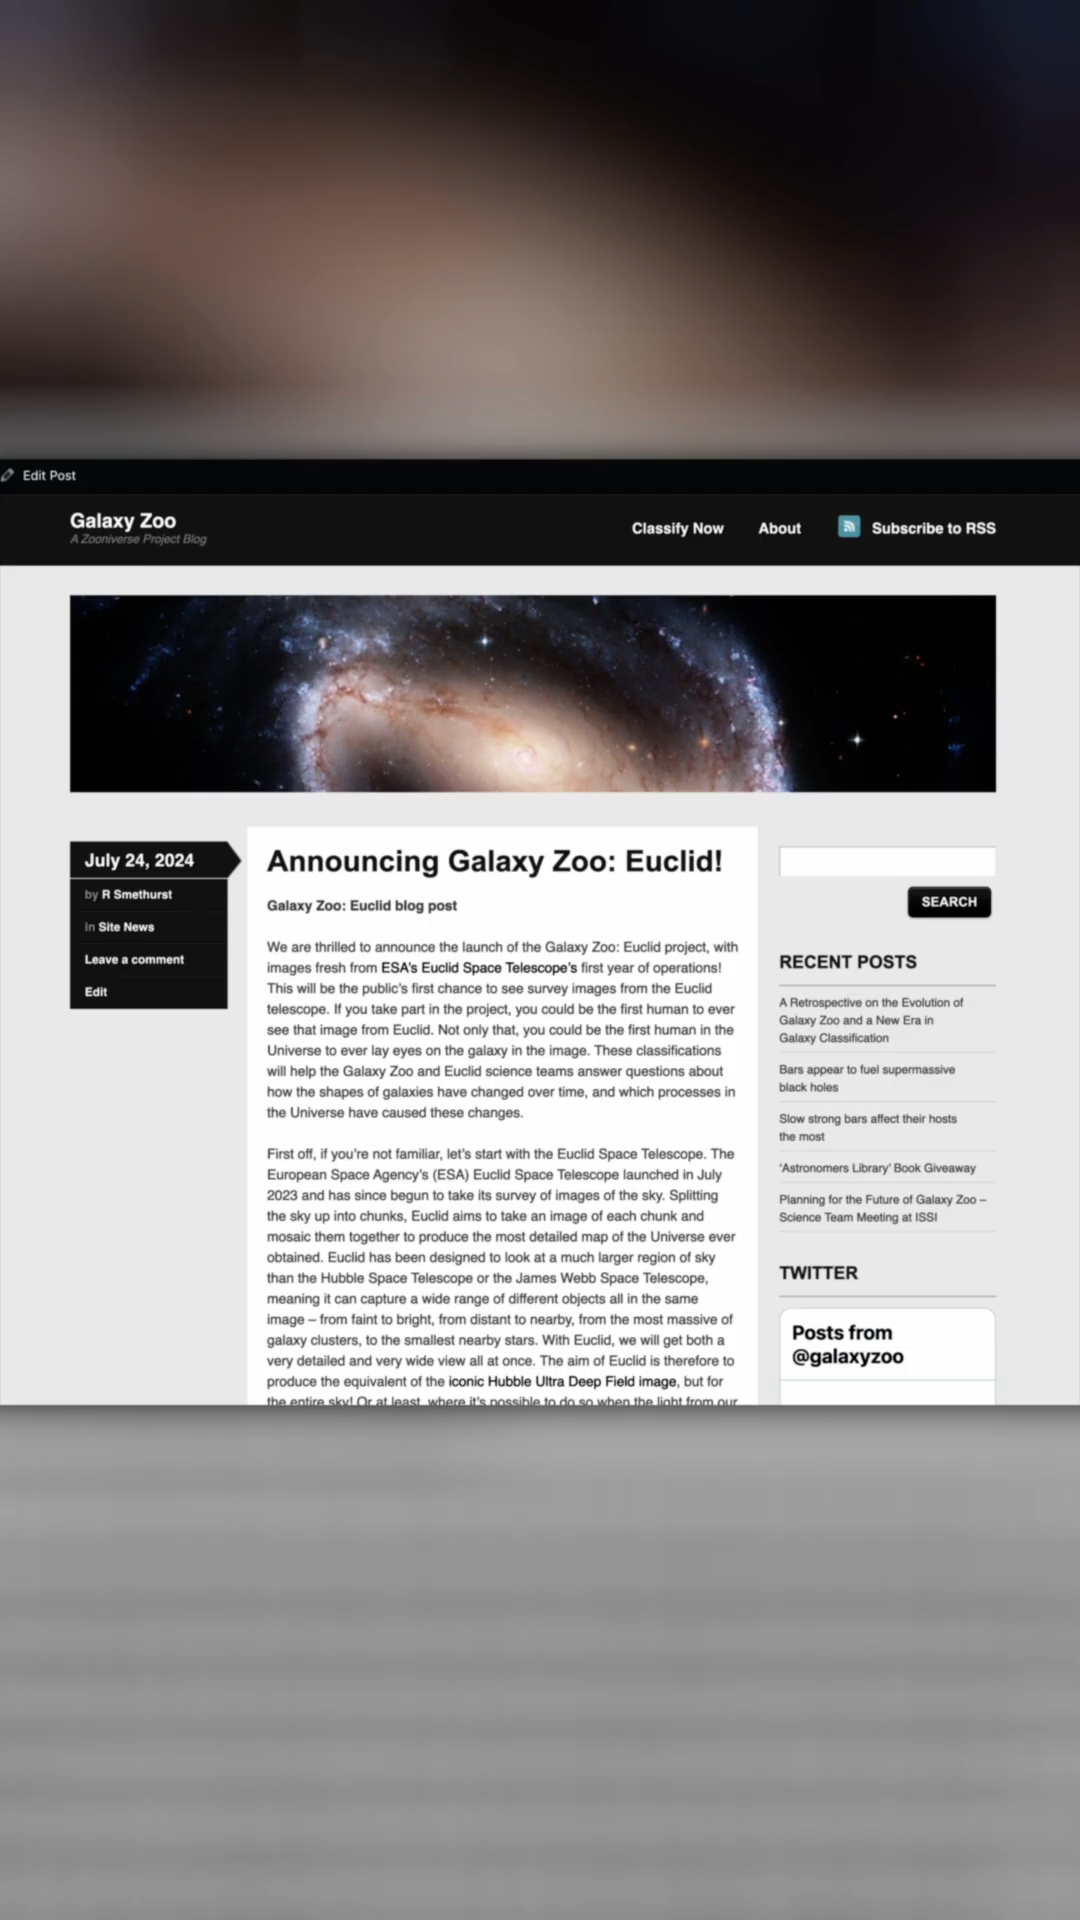 Edit Post
Galaxy Zoo
A Zooniverse Project Blog
Classify Now
About
Subscribe to RSS
July 24, 2024
by R Smethurst
in Site News
Leave a comment
Edit
Announcing Galaxy Zoo: Euclid!
Galaxy Zoo: Euclid blog post
We are thrilled to announce the launch of the Galaxy Zoo: Euclid project, with
images fresh from ESA's Euclid Space Telescope's first year of operations!
This will be the public's first chance to see survey images from the Euclid
telescope. If you take part in the project, you could be the first human to ever
see that image from Euclid. Not only that, you could be the first human in the
Universe to ever lay eyes on the galaxy in the image. These classifications
will help the Galaxy Zoo and Euclid science teams answer questions about
how the shapes of galaxies have changed over time, and which processes in
the Universe have caused these changes.
First off, if you're not familiar, let's start with the Euclid Space Telescope. The
European Space Agency's (ESA) Euclid Space Telescope launched in July
2023 and has since begun to take its survey of images of the sky. Splitting
the sky up into chunks, Euclid aims to take an image of each chunk and
mosaic them together to produce the most detailed map of the Universe ever
obtained. Euclid has been designed to look at a much larger region of sky
than the Hubble Space Telescope or the James Webb Space Telescope,
meaning it can capture a wide range of different objects all in the same
image – from faint to bright, from distant to nearby, from the most massive of
galaxy clusters, to the smallest nearby stars. With Euclid, we will get both a
very detailed and very wide view all at once. The aim of Euclid is therefore to
produce the equivalent of the iconic Hubble Ultra Deep Field image, but for
the entire sky! Or at least, where it's possible to do so when the light from our
SEARCH
RECENT POSTS
A Retrospective on the Evolution of
Galaxy Zoo and a New Era in
Galaxy Classification
Bars appear to fuel supermassive
black holes
Slow strong bars affect their hosts
the most
'Astronomers Library' Book Giveaway
Planning for the Future of Galaxy Zoo –
Science Team Meeting at ISSI
TWITTER
Posts from
@galaxyzoo